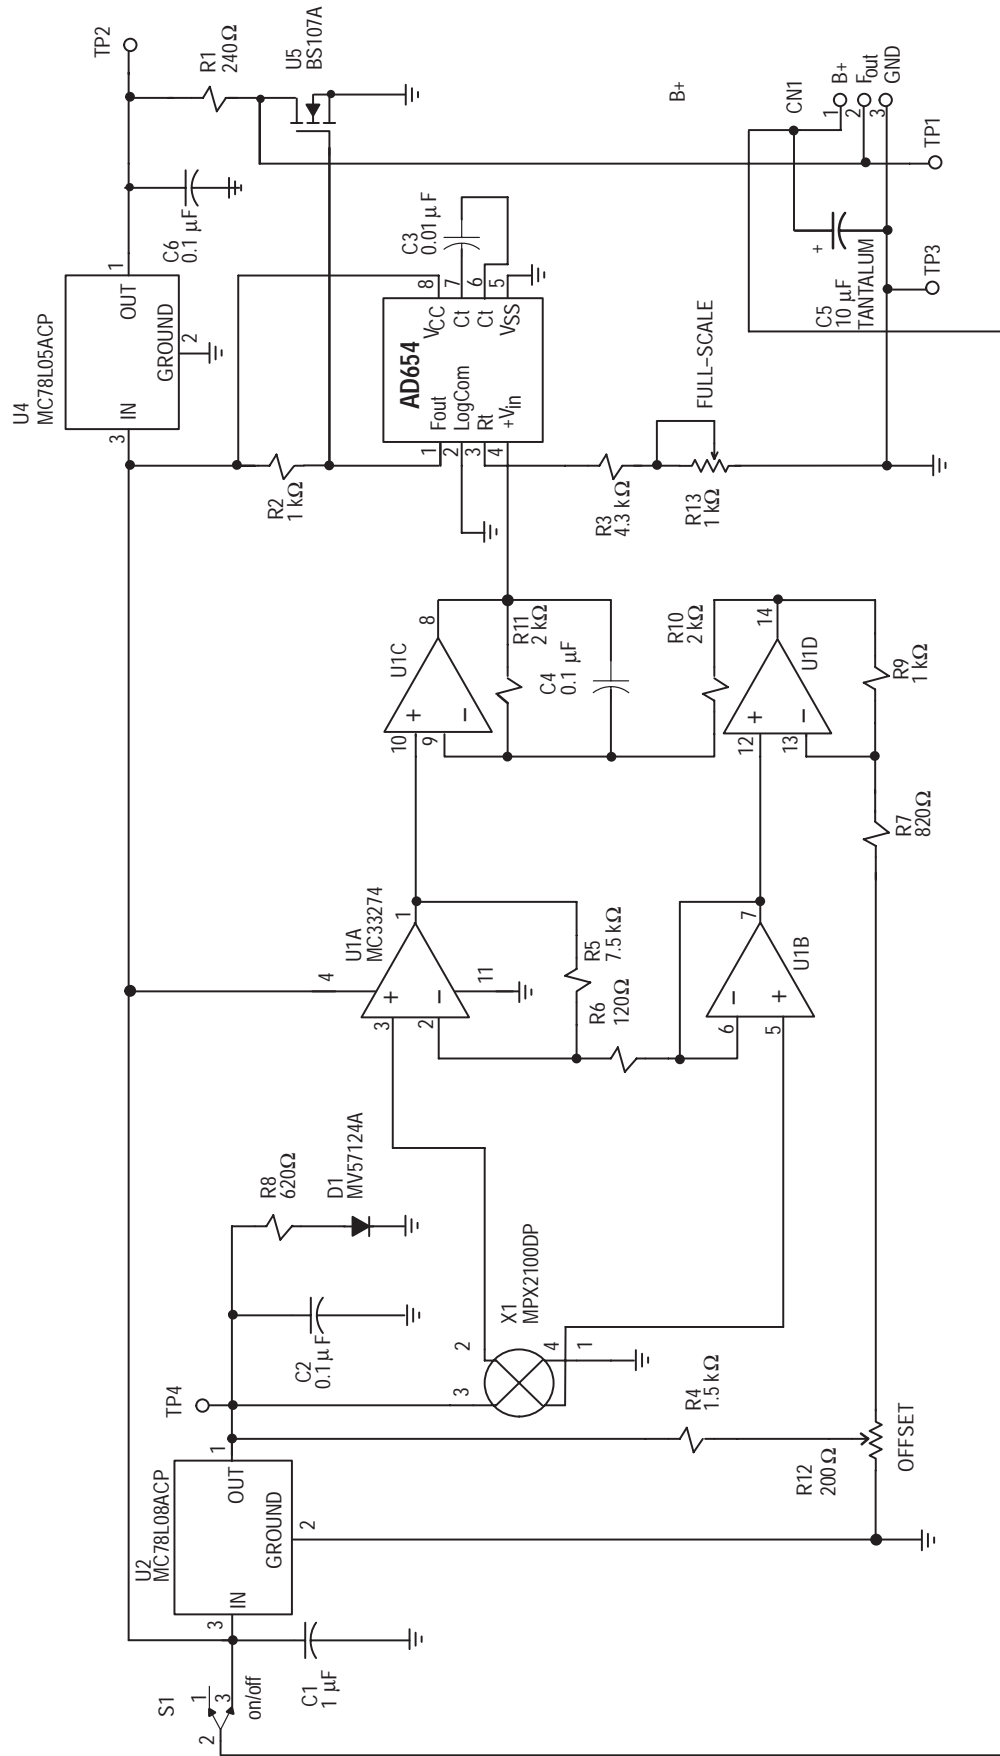 S1
1
2
3
on/off
C1
1 μF
U2
MC78L08ACP
3
IN
OUT
1
GROUND
2
TP4
C2
0.1 μF
R8
620Ω
D1
MV57124A
X1
MPX2100DP
3
2
4
1
R4
1.5 kΩ
R12
200 Ω
OFFSET
U1A
MC33274
4
3
2
1
11
+
–
R5
7.5 kΩ
R6
120Ω
U1B
6
5
7
–
+
R7
820Ω
U1C
10
9
8
+
–
R11
2 kΩ
C4
0.1 μF
R10
2 kΩ
U1D
12
13
14
+
–
R9
1 kΩ
U4
MC78L05ACP
3
IN
OUT
1
GROUND
2
C6
0.1 μF
TP2
R1
240Ω
U5
BS107A
R2
1 kΩ
AD654
1
Fout
2
LogCom
3
Rt
4
+Vin
8
VCC
7
Ct
6
Ct
5
VSS
C3
0.01 μF
R3
4.3 kΩ
R13
1 kΩ
FULL–SCALE
B+
CN1
1
B+
2
Fout
3
GND
+
C5
10 μF
TANTALUM
TP1
TP3